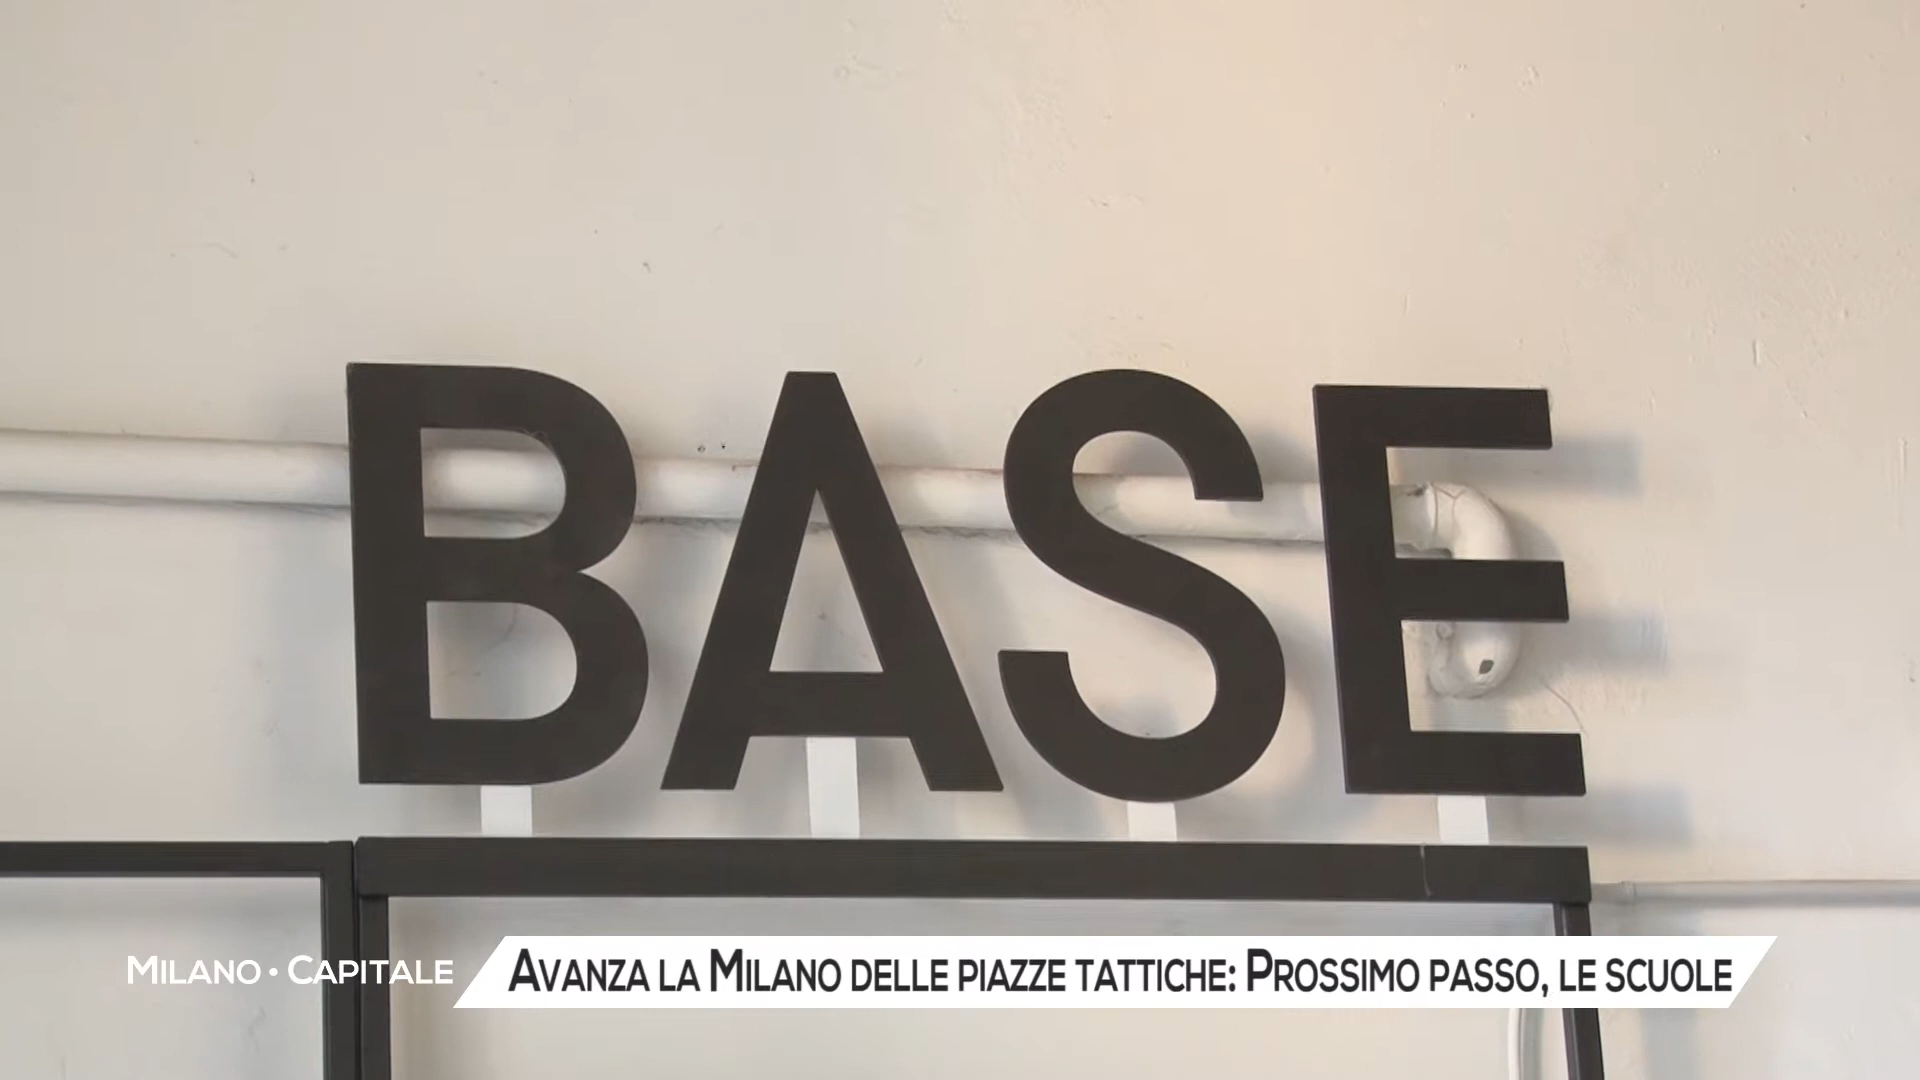 BASE
MILANO • CAPITALE
AVANZA LA MILANO DELLE PIAZZE TATTICHE: PROSSIMO PASSO, LE SCUOLE